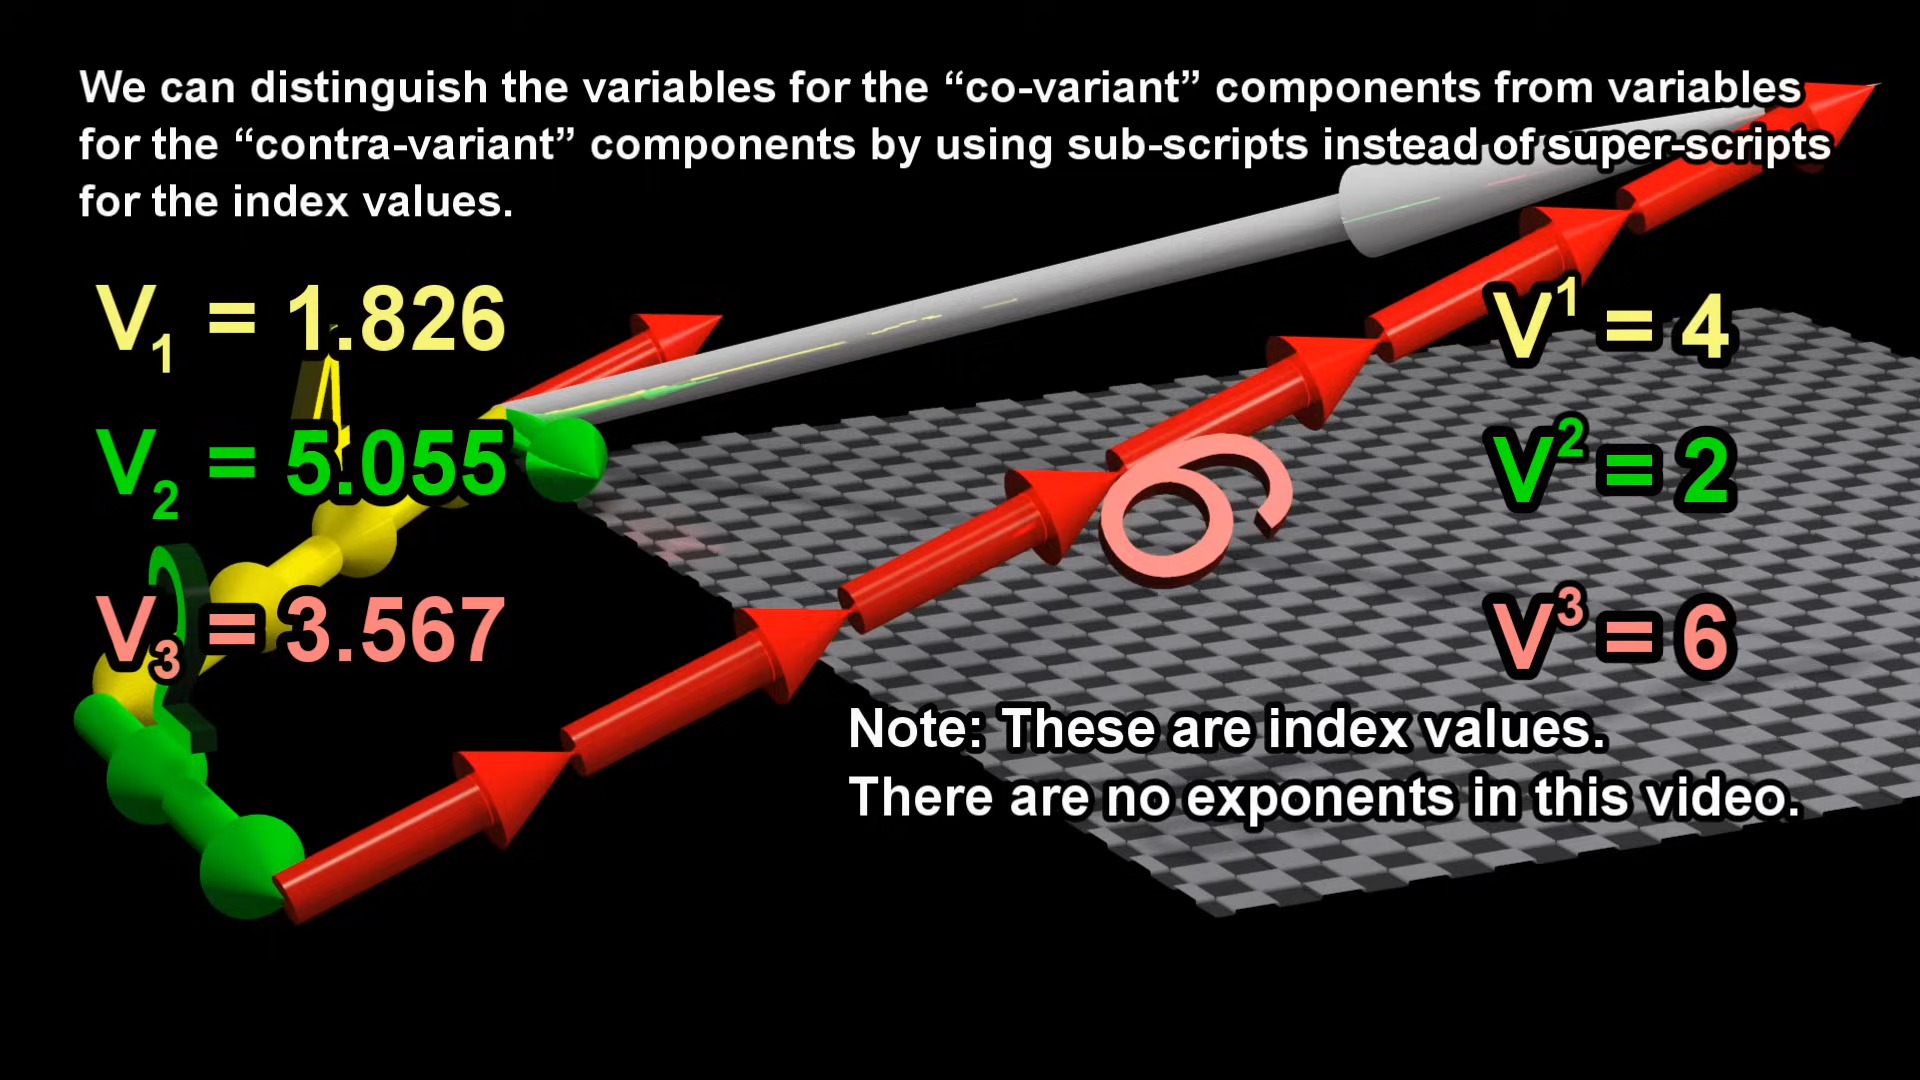 We can distinguish the variables for the “co-variant” components from variables
for the “contra-variant” components by using sub-scripts instead of super-scripts
for the index values.
V₁ = 1.826
V¹ = 4
4
V₂ = 5.055
V² = 2
6
2
V₃ = 3.567
V³ = 6
Note: These are index values.
There are no exponents in this video.